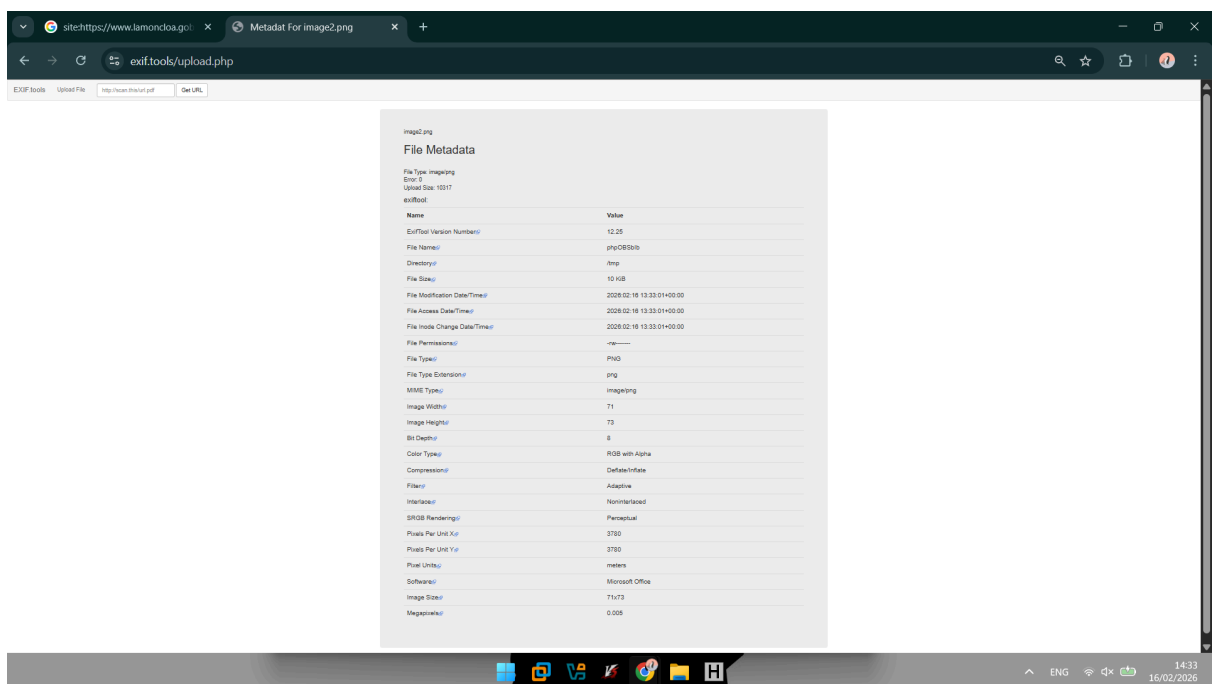 site:https://www.lamoncloa.gob
Metadat For image2.png
exif.tools/upload.php
EXIF.tools Upload File http://scan.this/url.pdf Get URL
image2.png
File Metadata
File Type: image/png
Error: 0
Upload Size: 10317
exiftool:
Name Value
ExifTool Version Number 12.25
File Name
Directory /tmp
File Size 10 KiB
File Modification Date/Time 2026:02:16 13:33:01+00:00
File Access Date/Time 2026:02:16 13:33:01+00:00
File Inode Change Date/Time 2026:02:16 13:33:01+00:00
File Permissions -rw-------
File Type PNG
File Type Extension png
MIME Type image/png
Image Width 71
Image Height 73
Bit Depth 8
Color Type RGB with Alpha
Compression Deflate/Inflate
Filter Adaptive
Interlace Noninterlaced
SRGB Rendering Perceptual
Pixels Per Unit X 3780
Pixels Per Unit Y 3780
Pixel Units meters
Software Microsoft Office
Image Size 71x73
Megapixels 0.005
ENG 14:33
16/02/2026